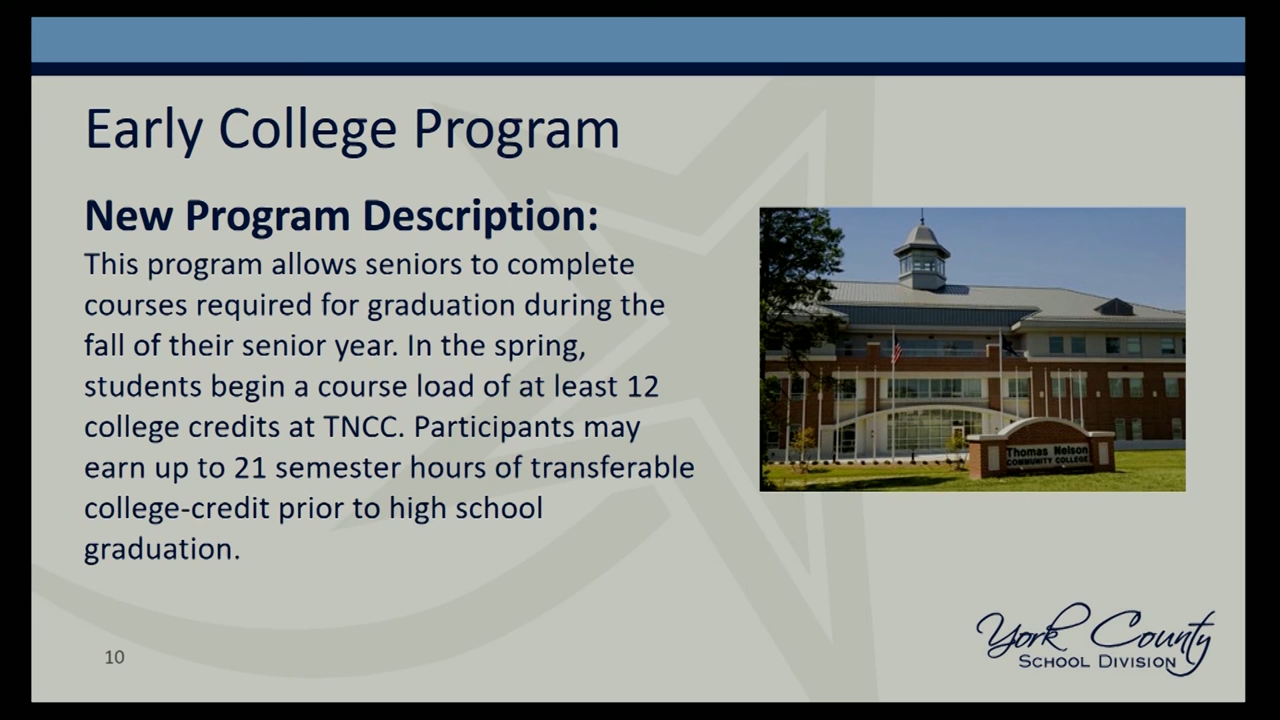 Early College Program
New Program Description:
This program allows seniors to complete
courses required for graduation during the
fall of their senior year. In the spring,
students begin a course load of at least 12
college credits at TNCC. Participants may
earn up to 21 semester hours of transferable
college-credit prior to high school
graduation.
Thomas Nelson
COMMUNITY COLLEGE
10
York County
SCHOOL DIVISION